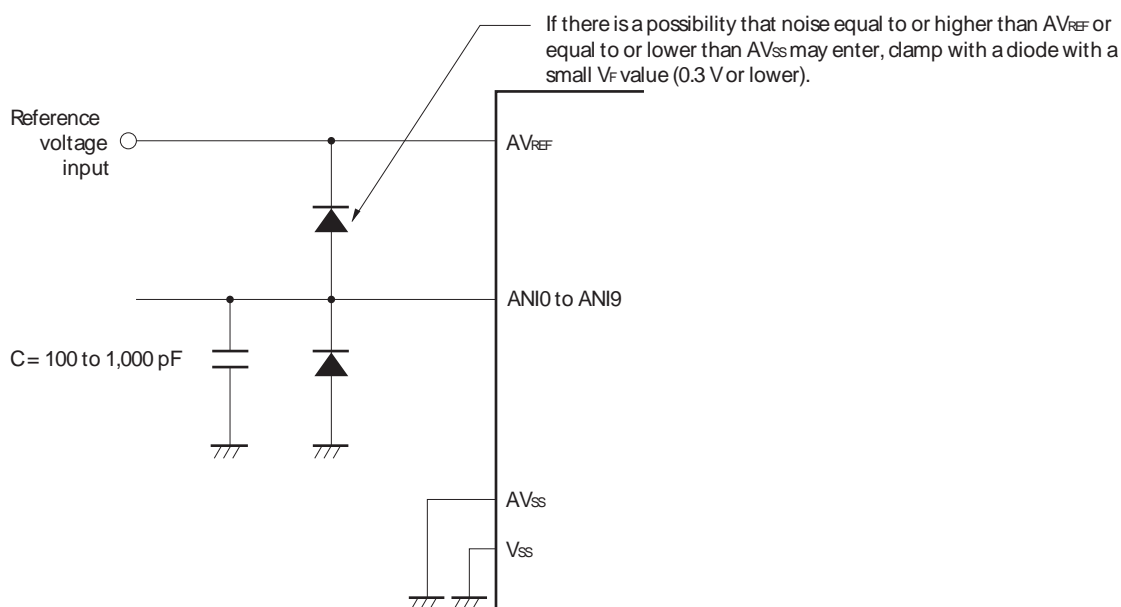 If there is a possibility that noise equal to or higher than AVREF or
equal to or lower than AVSS may enter, clamp with a diode with a
small VF value (0.3 V or lower).
Reference
voltage
input
AVREF
ANI0 to ANI9
C = 100 to 1,000 pF
AVSS
VSS